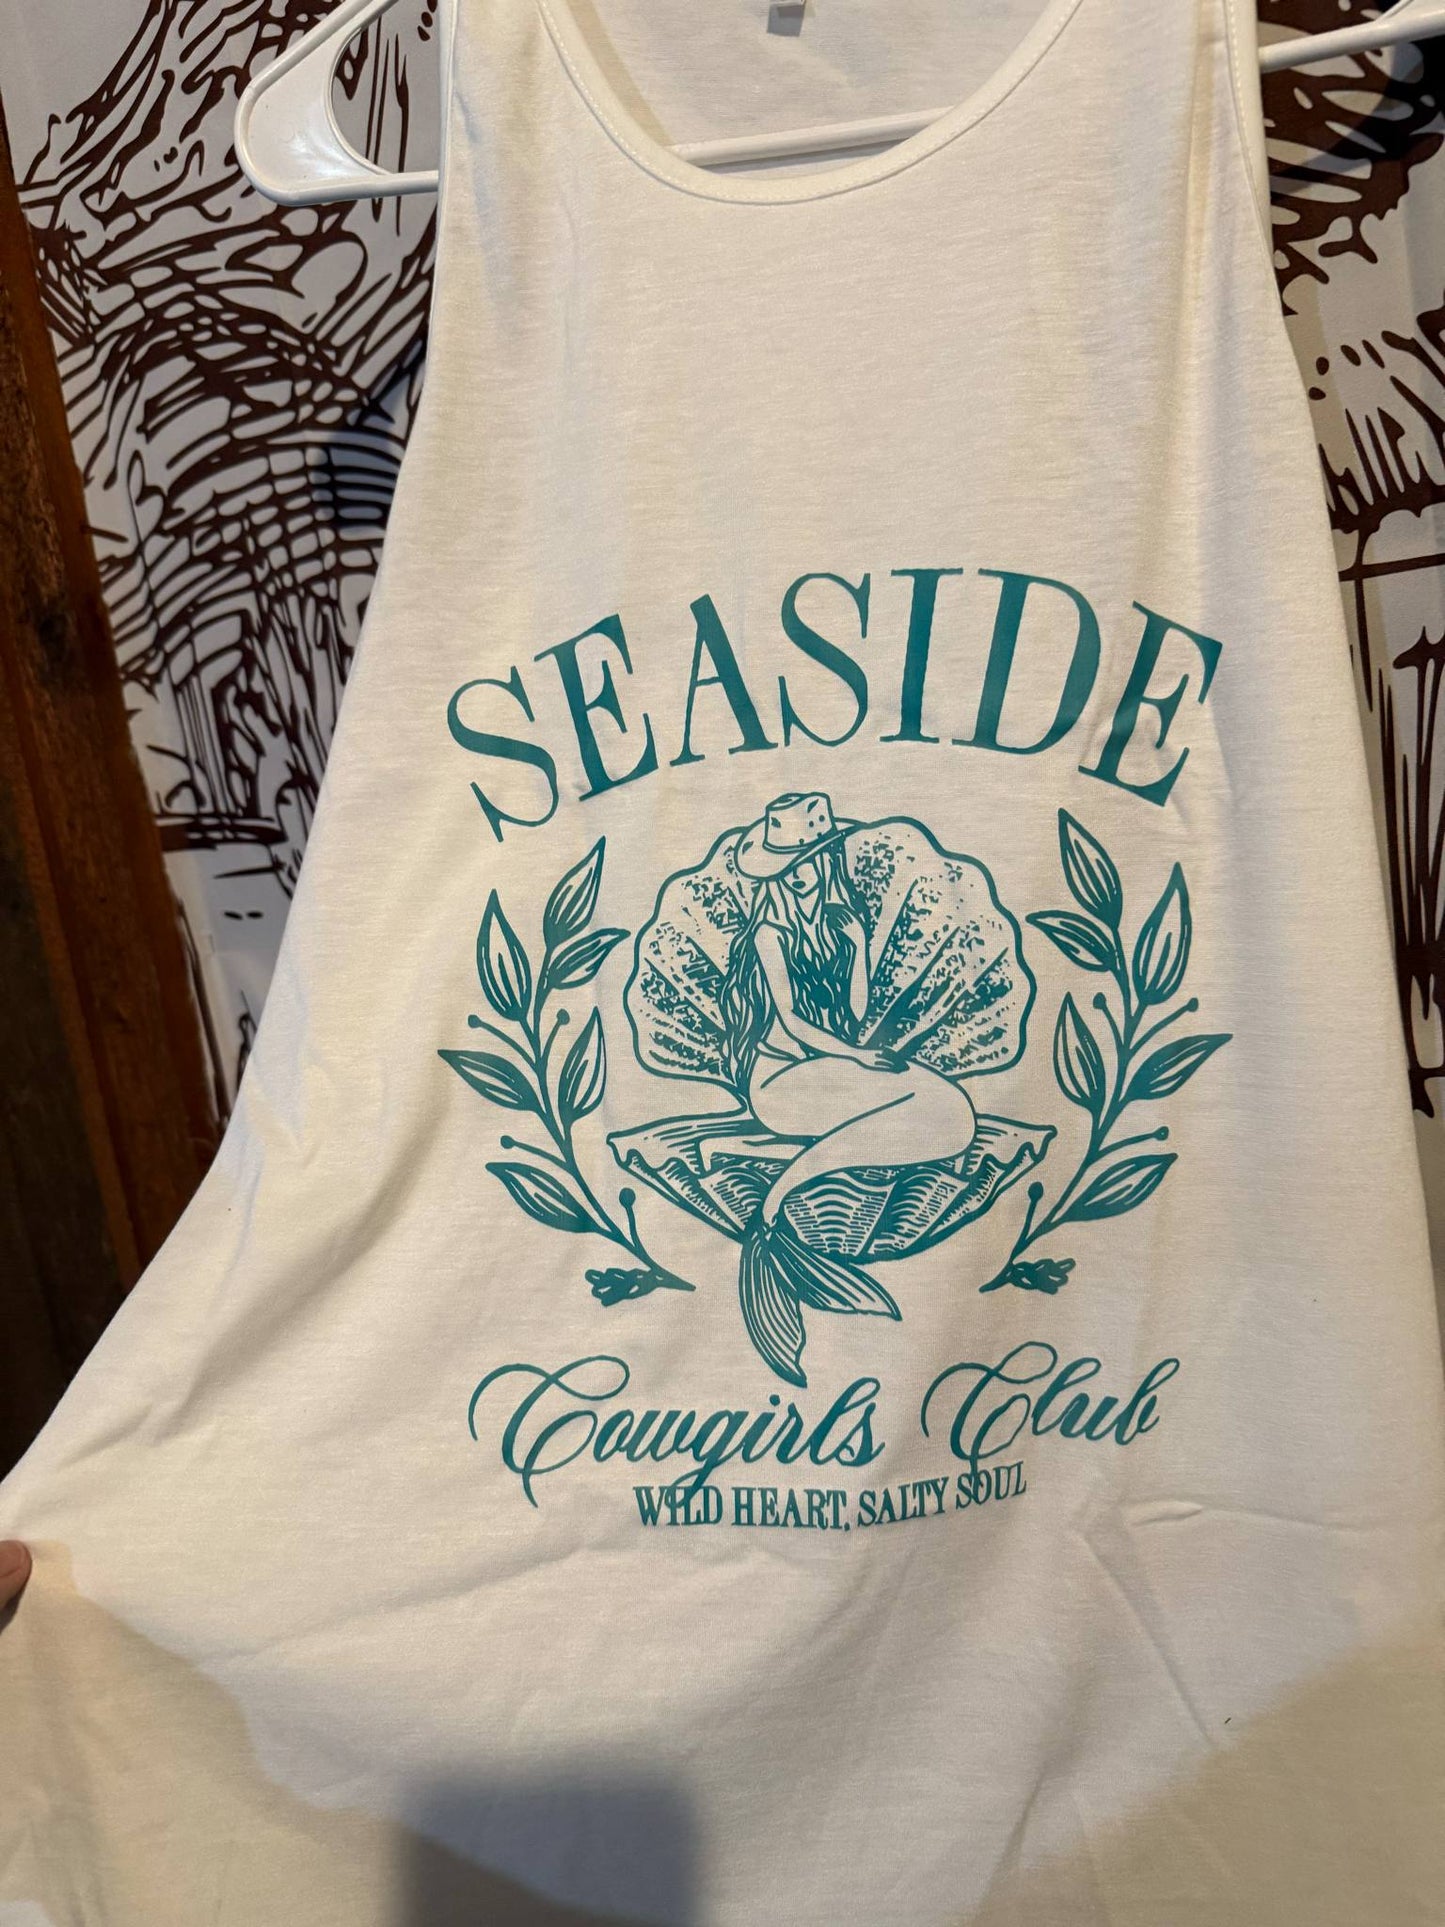 SEASIDE
Cowgirls Club
WILD HEART, SALTY SOUL